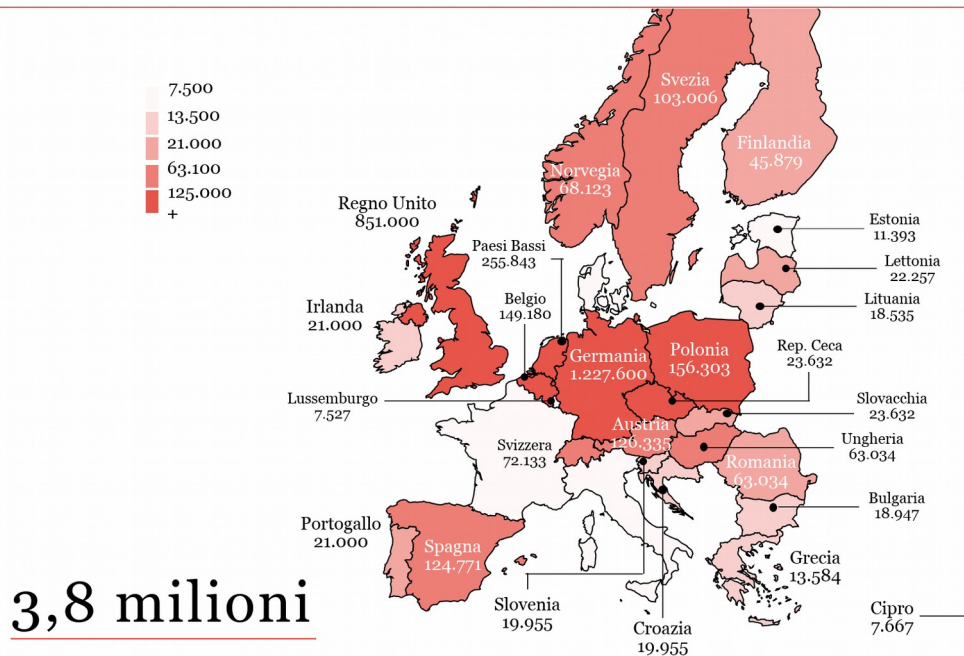 7.500
13.500
21.000
63.100
125.000
+
Svezia
103.006
Finlandia
45.879
Norvegia
68.123
Regno Unito
851.000
Paesi Bassi
255.843
Belgio
149.180
Irlanda
21.000
Estonia
11.393
Lettonia
22.257
Lituania
18.535
Germania
1.227.600
Polonia
156.303
Rep. Ceca
23.632
Lussemburgo
7.527
Slovacchia
23.632
Austria
126.335
Svizzera
72.133
Ungheria
63.034
Romania
63.034
Bulgaria
18.947
Portogallo
21.000
Spagna
124.771
Grecia
13.584
3,8 milioni
Slovenia
19.955
Croazia
19.955
Cipro
7.667